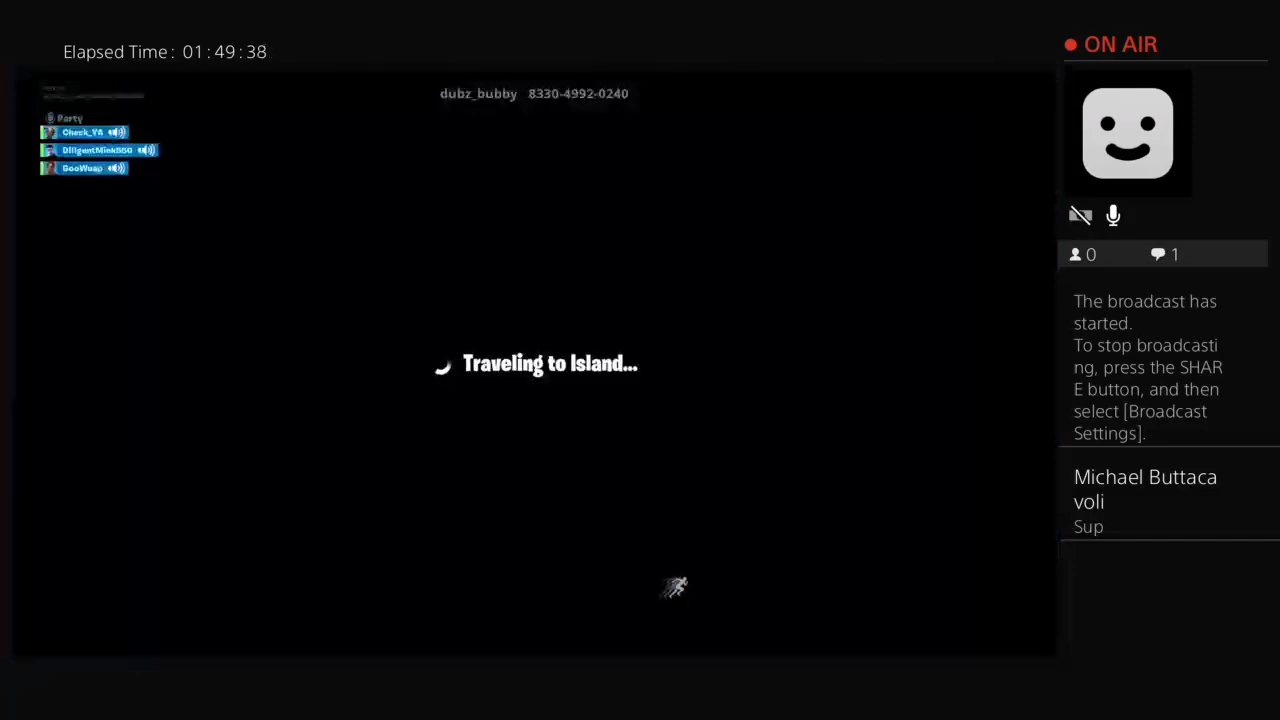 Elapsed Time: 01:49:38
ON AIR
dubz_bubby 8330-4992-0240
Party
Check_YA
DiligentMink550
GooWuap
0 1
The broadcast has
started.
To stop broadcasti
ng, press the SHAR
E button, and then
select [Broadcast
Settings].
Traveling to Island...
Michael Buttaca
voli
Sup